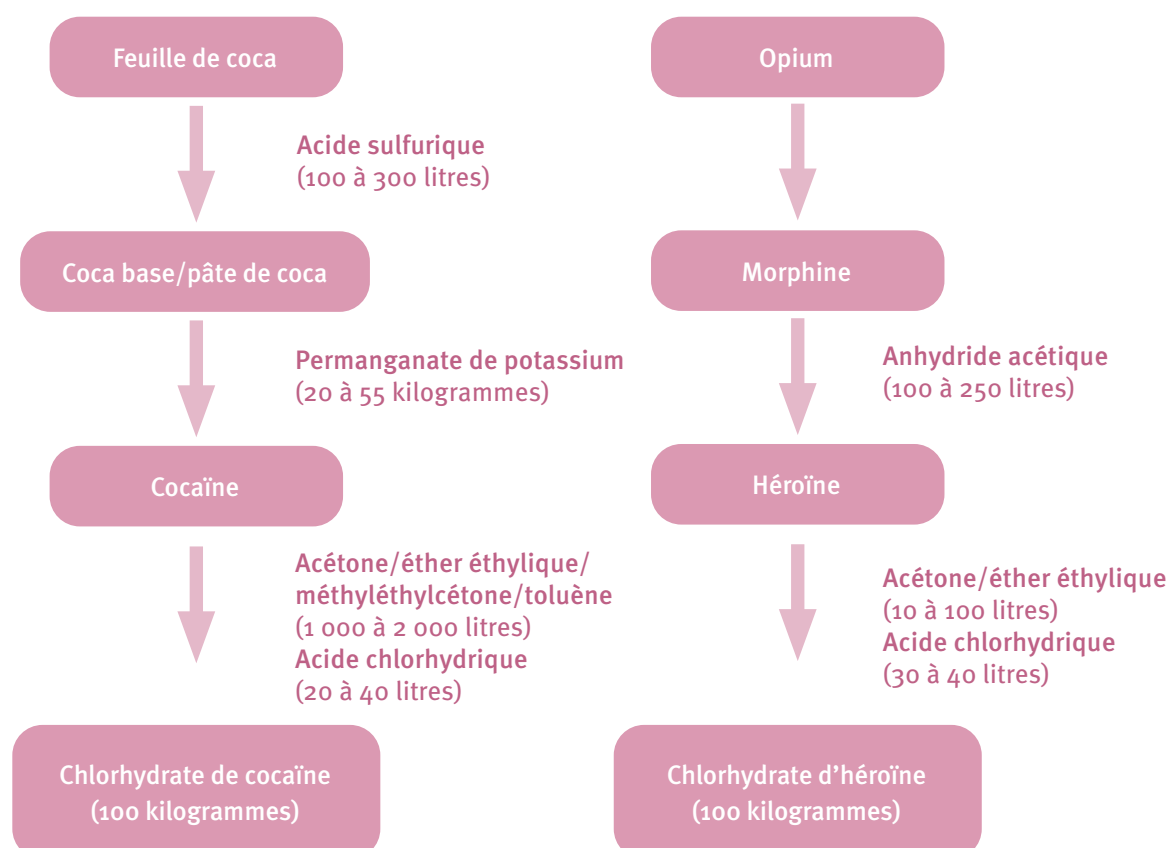 Feuille de coca
Acide sulfurique
(100 à 300 litres)
Coca base/pâte de coca
Permanganate de potassium
(20 à 55 kilogrammes)
Cocaïne
Acétone/éther éthylique/
méthyléthylcétone/toluène
(1 000 à 2 000 litres)
Acide chlorhydrique
(20 à 40 litres)
Chlorhydrate de cocaïne
(100 kilogrammes)
Opium
Morphine
Anhydride acétique
(100 à 250 litres)
Héroïne
Acétone/éther éthylique
(10 à 100 litres)
Acide chlorhydrique
(30 à 40 litres)
Chlorhydrate d’héroïne
(100 kilogrammes)